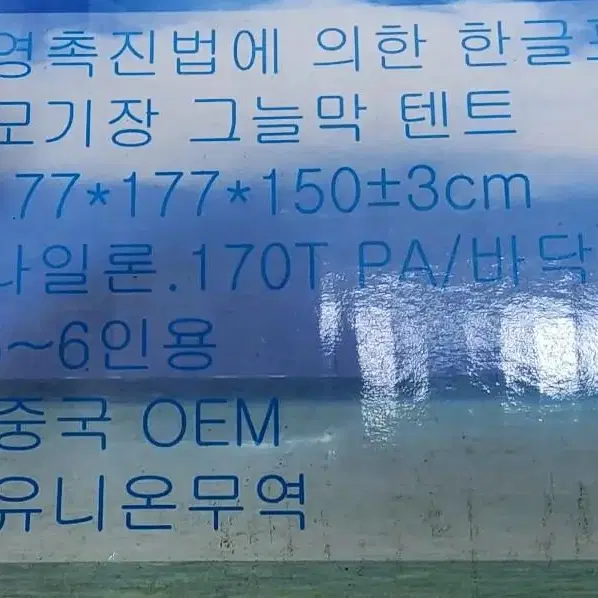 영촉진법에 의한 한글
모기장 그늘막 텐트
77*177*150±3cm
나일론.170T PA/바닥
~6인용
중국 OEM
유니온무역